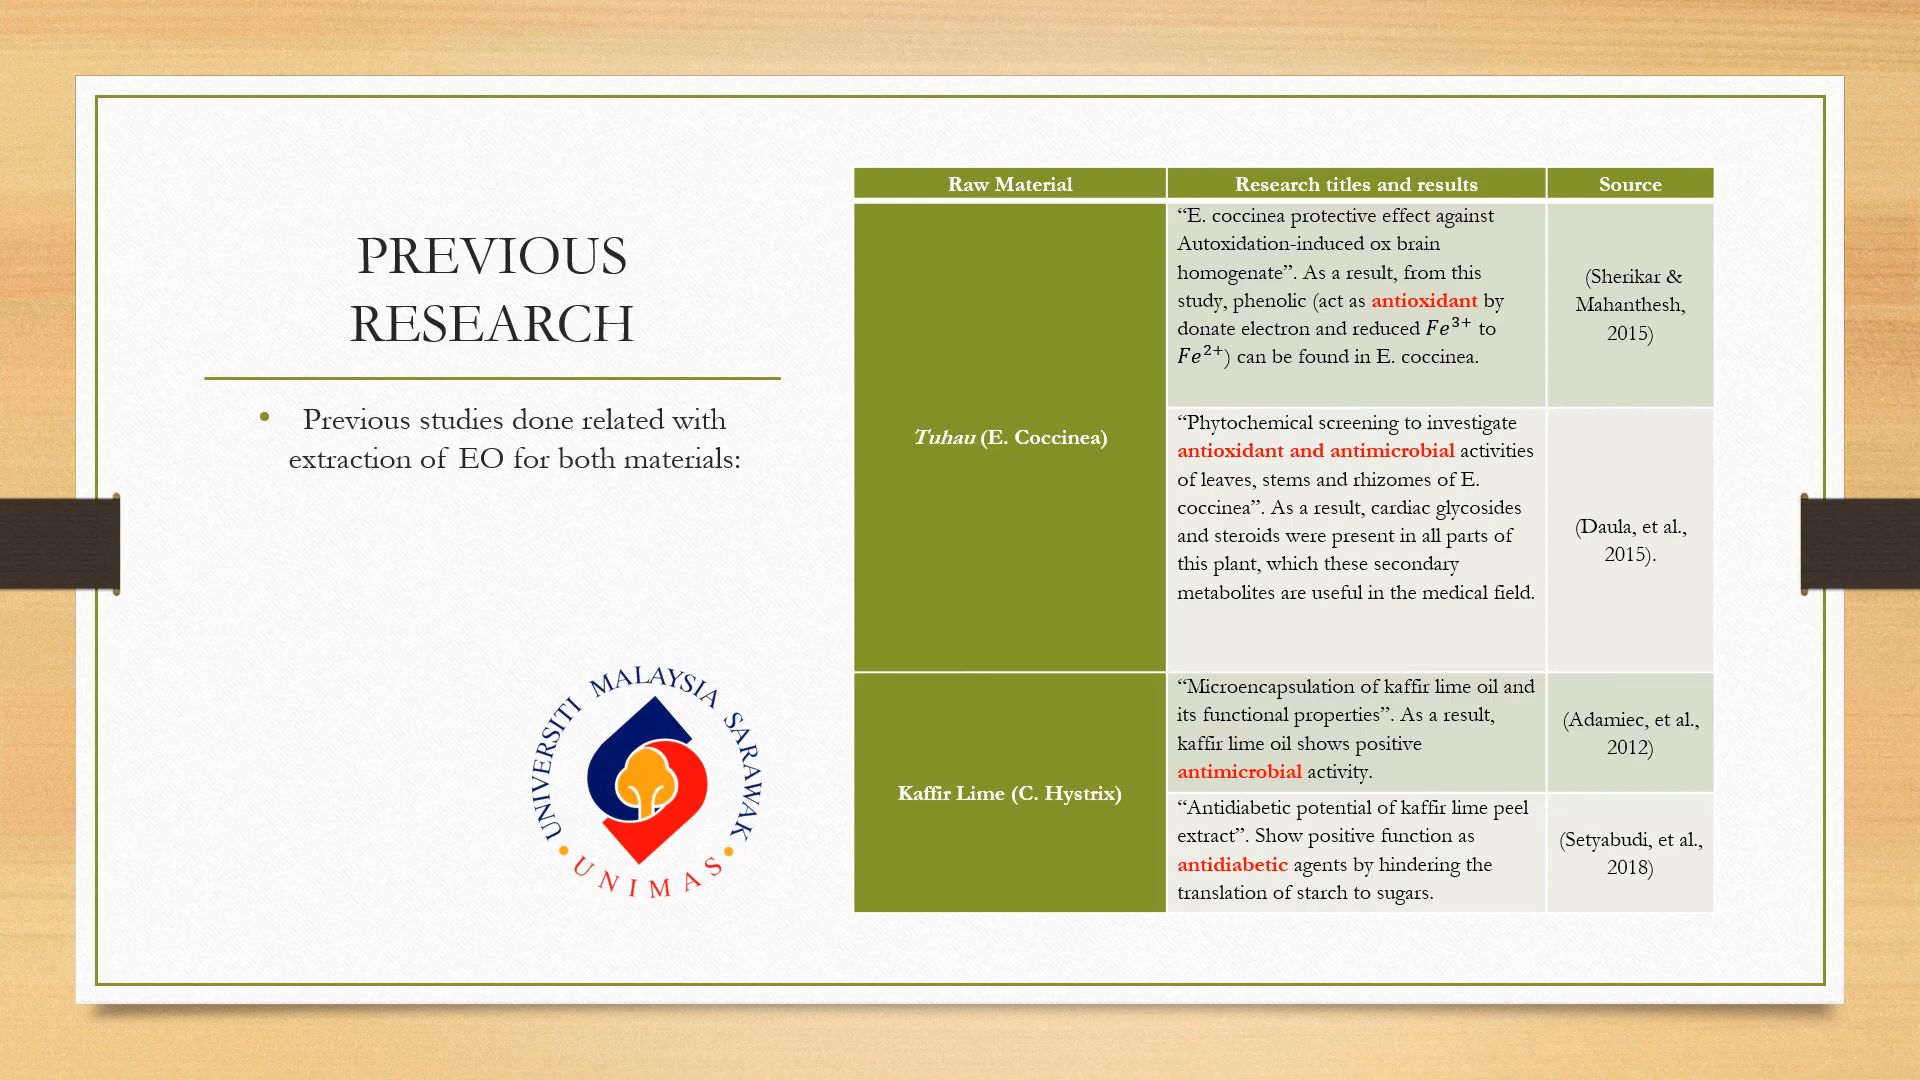 PREVIOUS
RESEARCH
• Previous studies done related with
extraction of EO for both materials:
UNIVERSITI MALAYSIA SARAWAK
UNIMAS
Raw Material
Research titles and results
Source
Tuhau (E. Coccinea)
“E. coccinea protective effect against
Autoxidation-induced ox brain
homogenate”. As a result, from this
study, phenolic (act as antioxidant by
donate electron and reduced Fe³⁺ to
Fe²⁺) can be found in E. coccinea.
(Sherikar &
Mahanthesh,
2015)
“Phytochemical screening to investigate
antioxidant and antimicrobial activities
of leaves, stems and rhizomes of E.
coccinea”. As a result, cardiac glycosides
and steroids were present in all parts of
this plant, which these secondary
metabolites are useful in the medical field.
(Daula, et al.,
2015).
Kaffir Lime (C. Hystrix)
“Microencapsulation of kaffir lime oil and
its functional properties”. As a result,
kaffir lime oil shows positive
antimicrobial activity.
(Adamiec, et al.,
2012)
“Antidiabetic potential of kaffir lime peel
extract”. Show positive function as
antidiabetic agents by hindering the
translation of starch to sugars.
(Setyabudi, et al.,
2018)